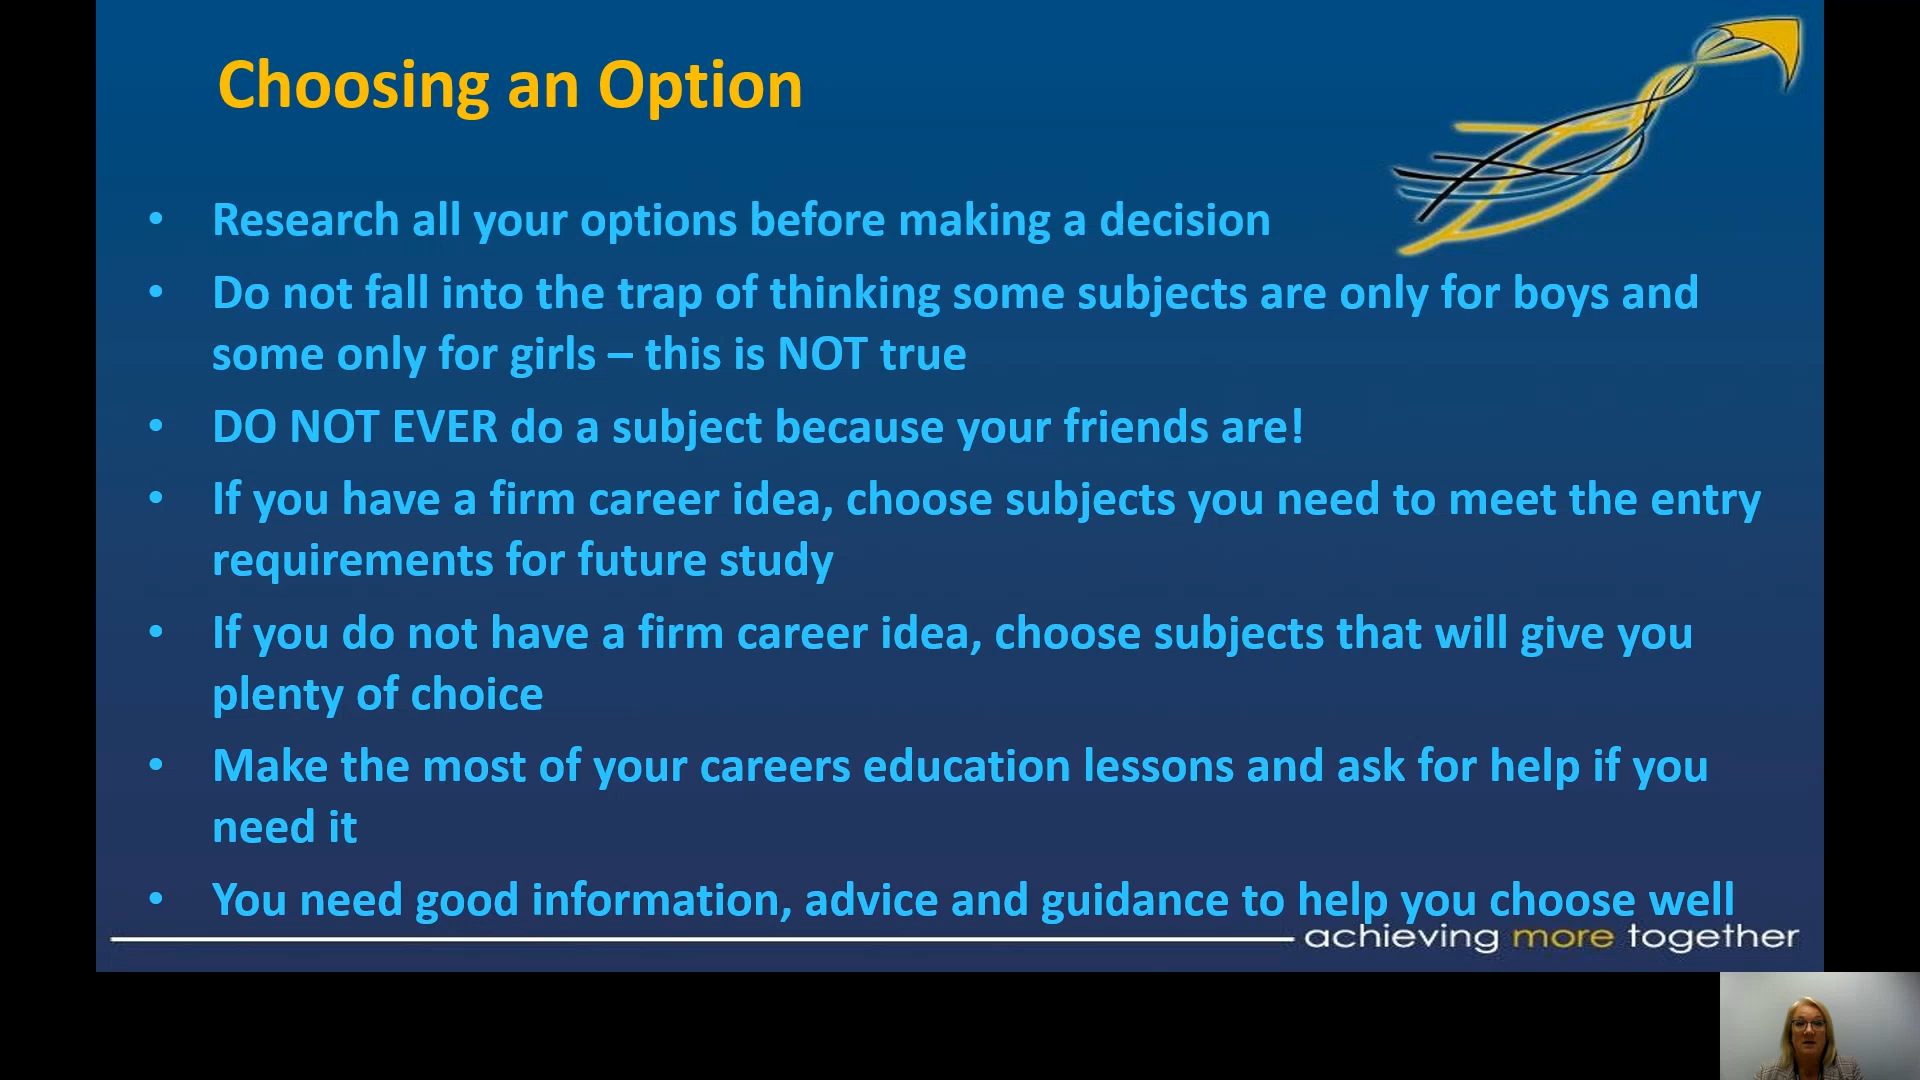 Choosing an Option
• Research all your options before making a decision
• Do not fall into the trap of thinking some subjects are only for boys and
some only for girls – this is NOT true
• DO NOT EVER do a subject because your friends are!
• If you have a firm career idea, choose subjects you need to meet the entry
requirements for future study
• If you do not have a firm career idea, choose subjects that will give you
plenty of choice
• Make the most of your careers education lessons and ask for help if you
need it
• You need good information, advice and guidance to help you choose well
achieving more together